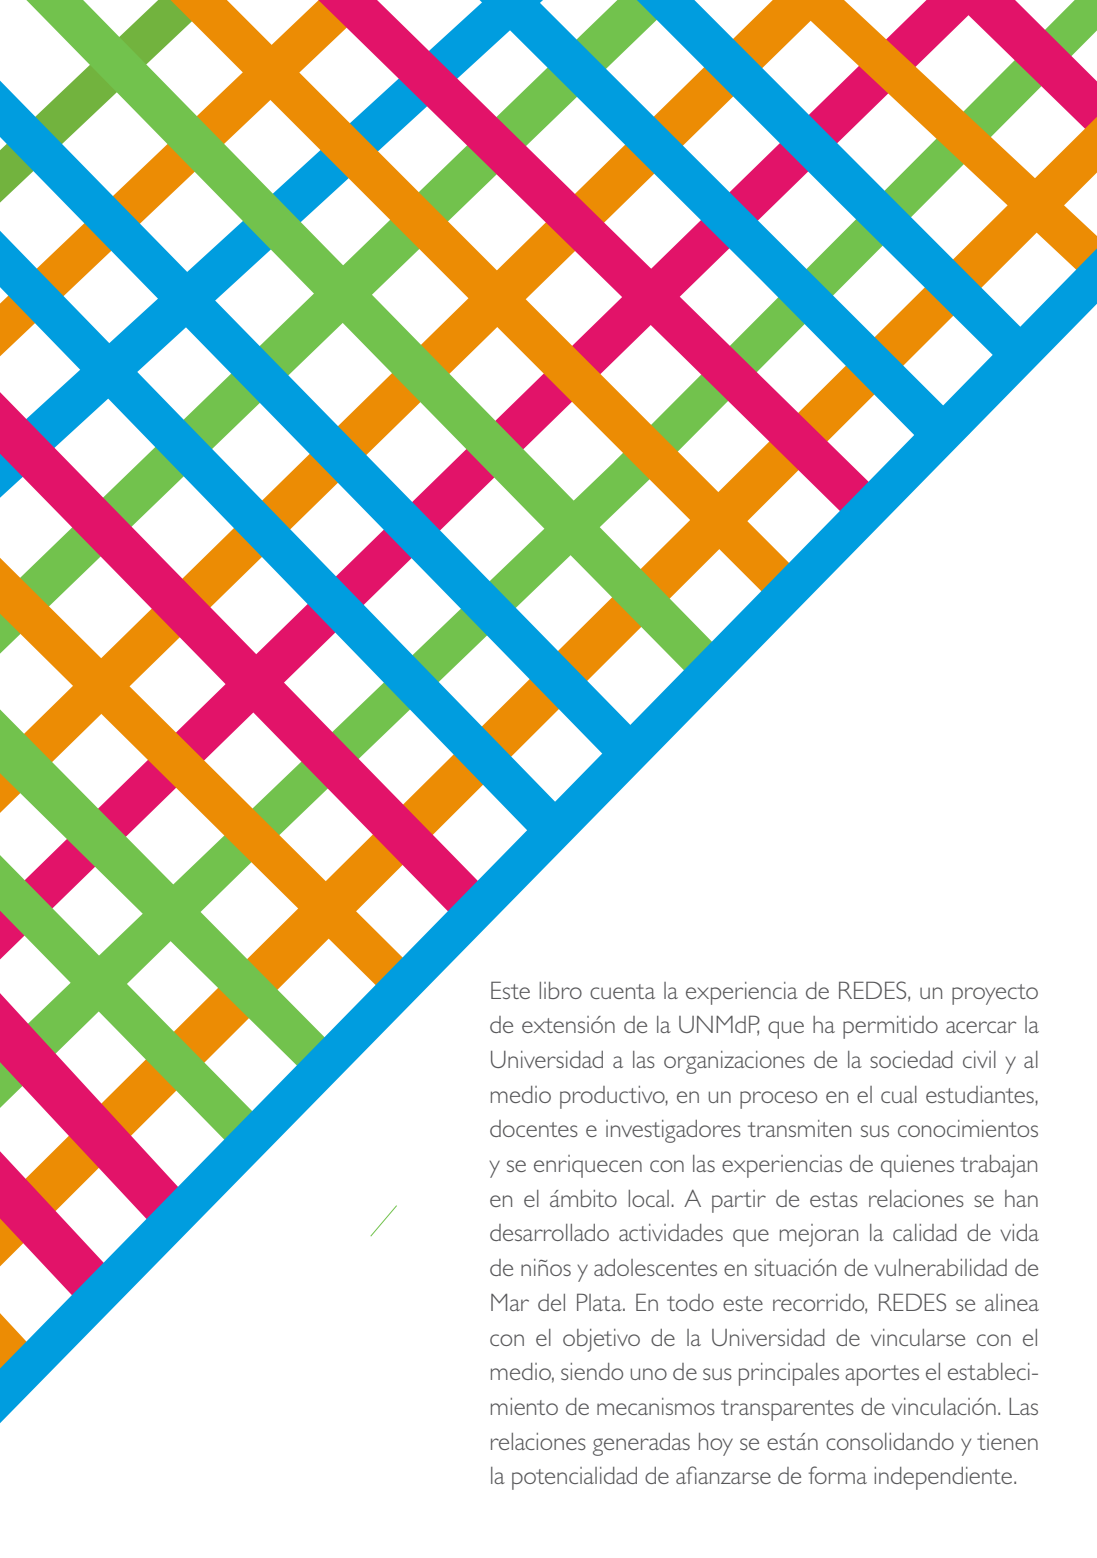 Este libro cuenta la experiencia de REDES, un proyecto
de extensión de la UNMdP, que ha permitido acercar la
Universidad a las organizaciones de la sociedad civil y al
medio productivo, en un proceso en el cual estudiantes,
docentes e investigadores transmiten sus conocimientos
y se enriquecen con las experiencias de quienes trabajan
en el ámbito local. A partir de estas relaciones se han
desarrollado actividades que mejoran la calidad de vida
de niños y adolescentes en situación de vulnerabilidad de
Mar del Plata. En todo este recorrido, REDES se alinea
con el objetivo de la Universidad de vincularse con el
medio, siendo uno de sus principales aportes el estableci-
miento de mecanismos transparentes de vinculación. Las
relaciones generadas hoy se están consolidando y tienen
la potencialidad de afianzarse de forma independiente.